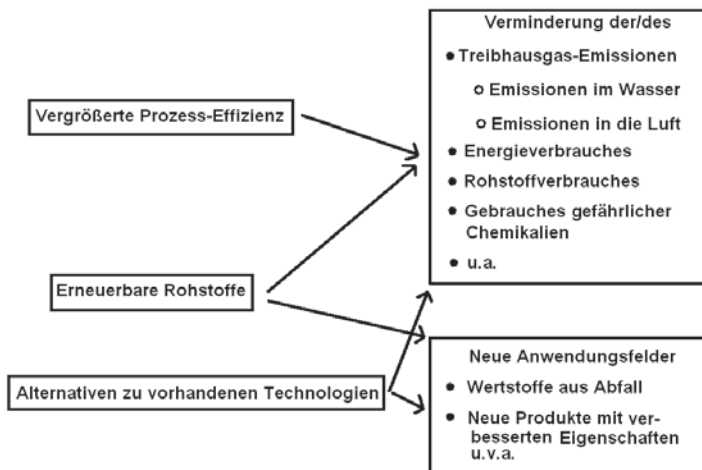 Vergrößerte Prozess-Effizienz
Erneuerbare Rohstoffe
Alternativen zu vorhandenen Technologien
Verminderung der/des
• Treibhausgas-Emissionen
o Emissionen im Wasser
o Emissionen in die Luft
• Energieverbrauches
• Rohstoffverbrauches
• Gebrauches gefährlicher
Chemikalien
• u.a.
Neue Anwendungsfelder
• Wertstoffe aus Abfall
• Neue Produkte mit ver-
besserten Eigenschaften
u.v.a.